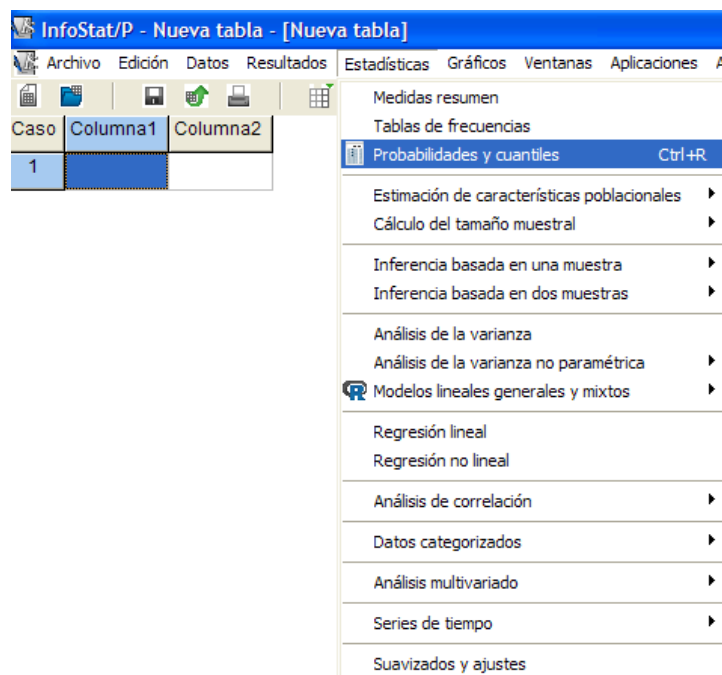 InfoStat/P - Nueva tabla - [Nueva tabla]
Archivo Edición Datos Resultados Estadísticas Gráficos Ventanas Aplicaciones A
Caso Columna1 Columna2
1
Medidas resumen
Tablas de frecuencias
Probabilidades y cuantiles Ctrl+R
Estimación de características poblacionales
Cálculo del tamaño muestral
Inferencia basada en una muestra
Inferencia basada en dos muestras
Análisis de la varianza
Análisis de la varianza no paramétrica
R Modelos lineales generales y mixtos
Regresión lineal
Regresión no lineal
Análisis de correlación
Datos categorizados
Análisis multivariado
Series de tiempo
Suavizados y ajustes